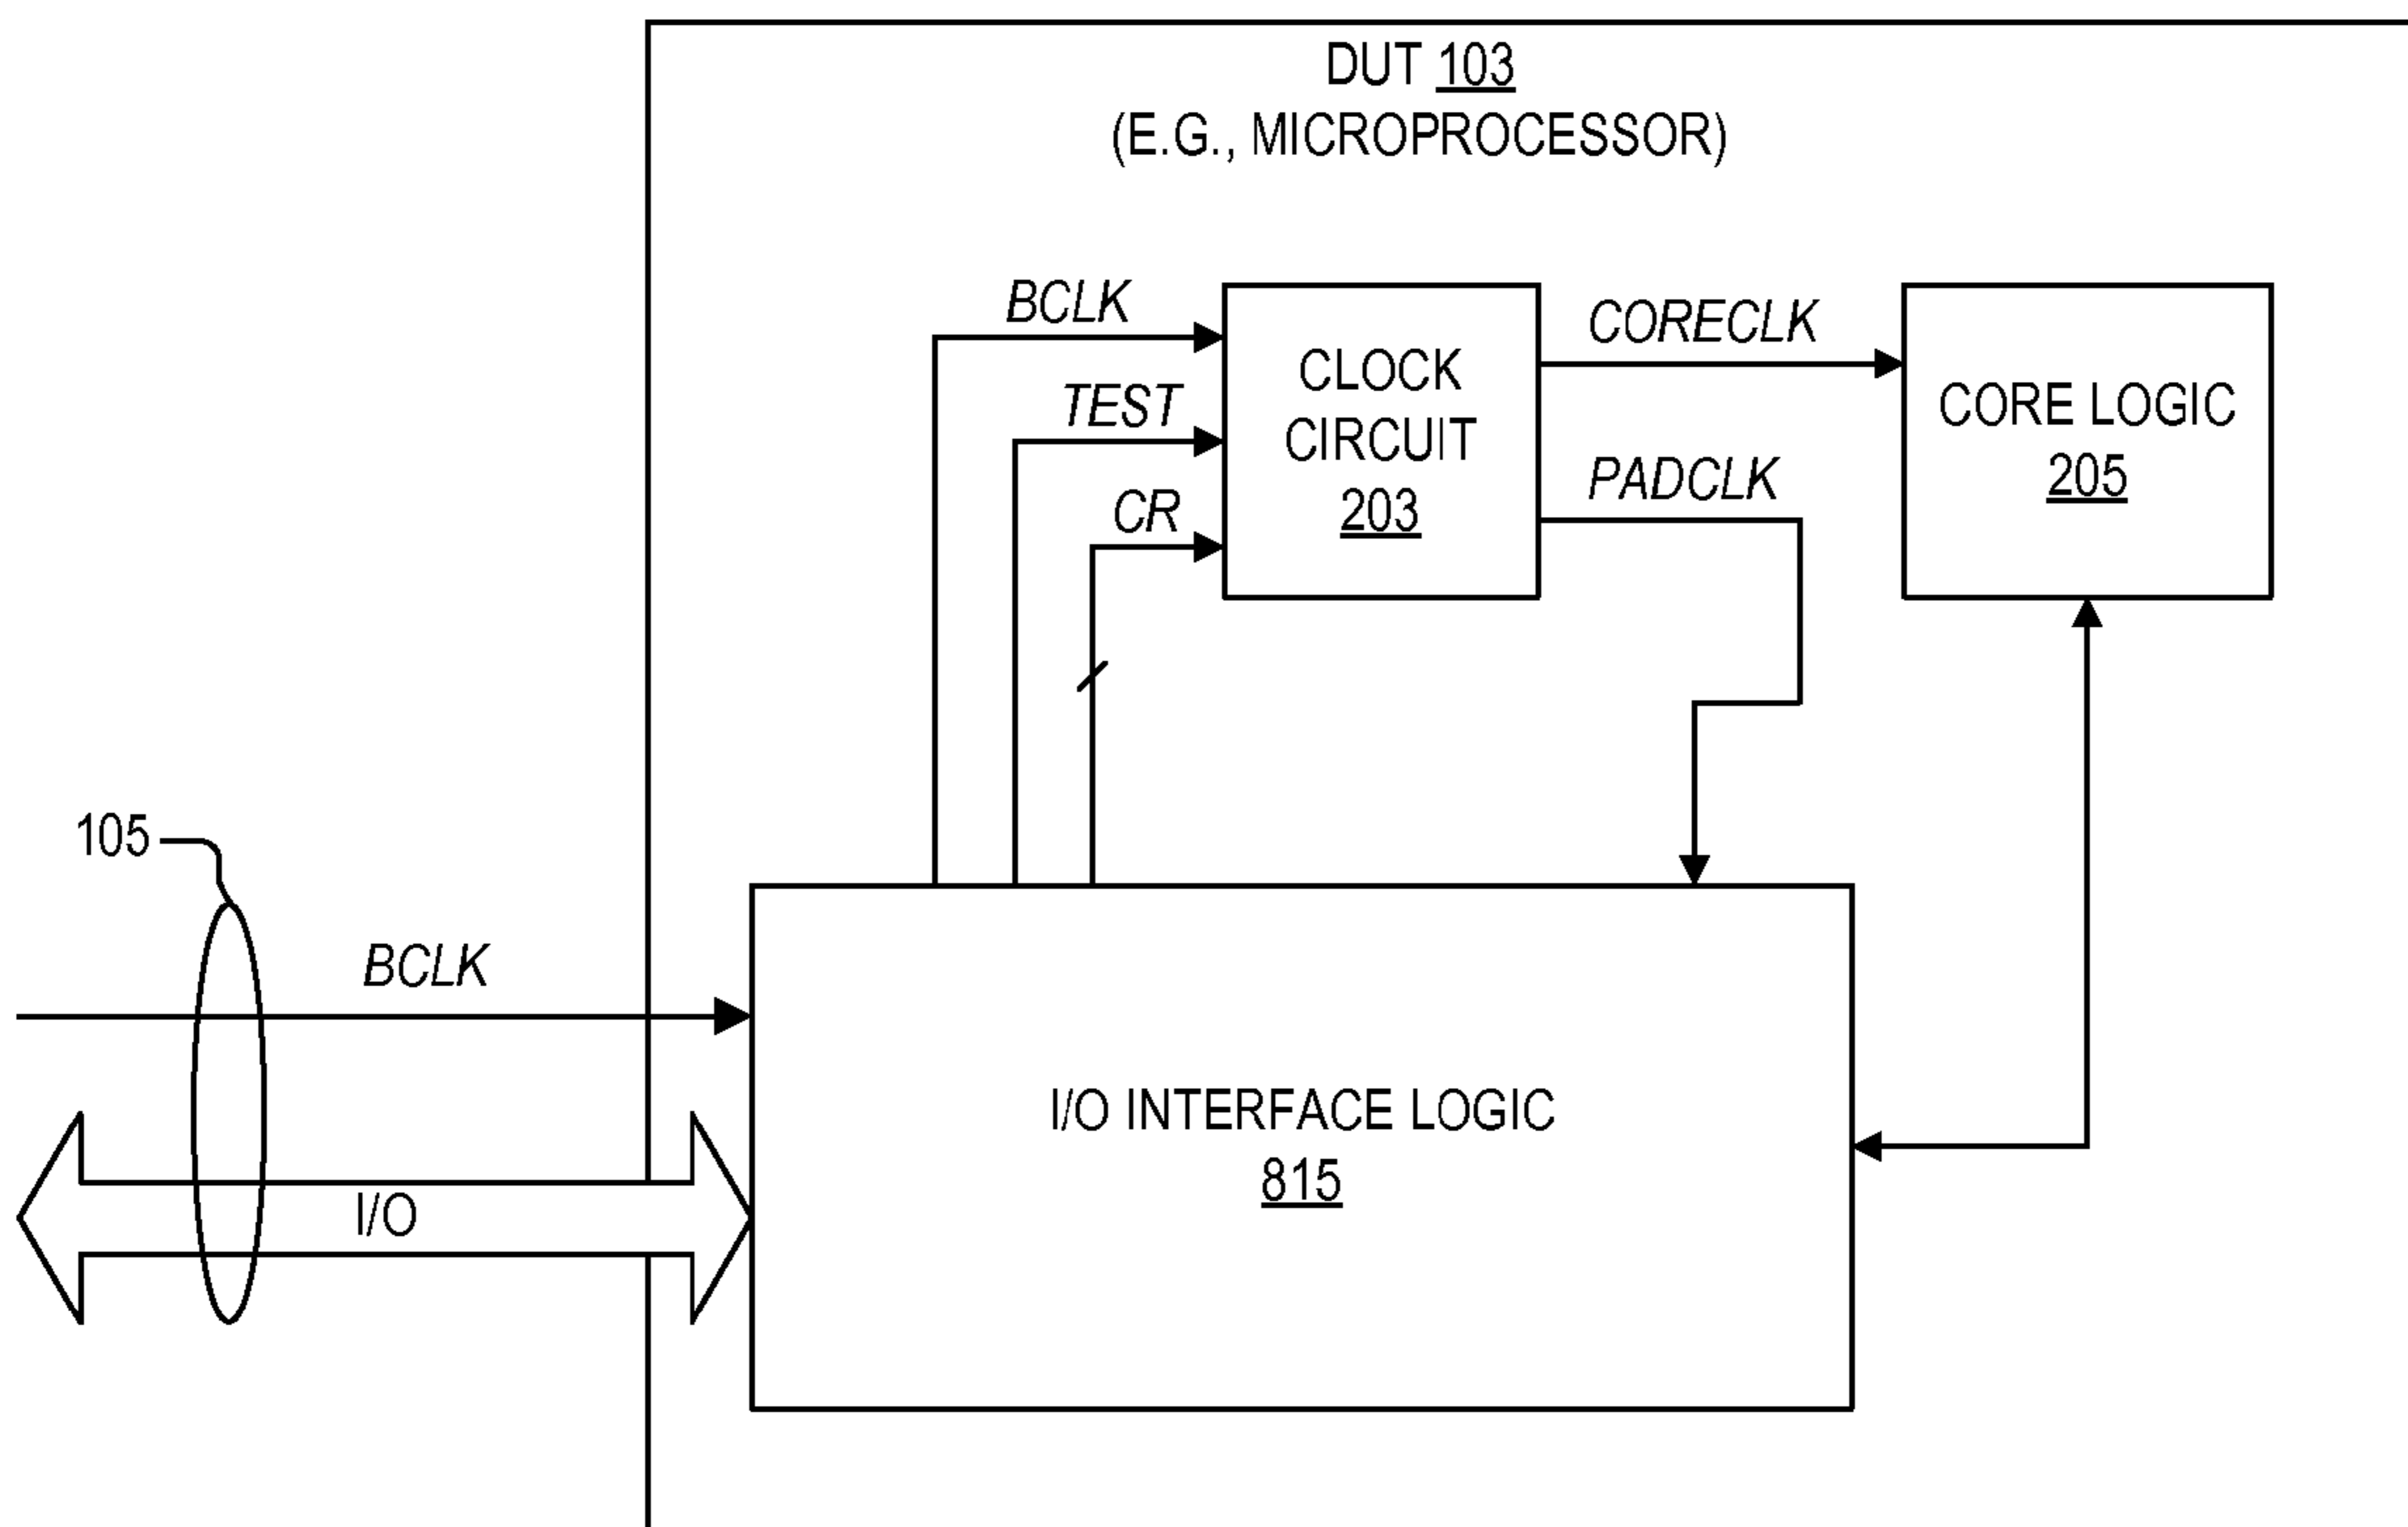 DUT 103
(E.G., MICROPROCESSOR)
BCLK
TEST
CR
CLOCK
CIRCUIT
203
CORECLK
PADCLK
CORE LOGIC
205
105
BCLK
I/O
I/O INTERFACE LOGIC
815